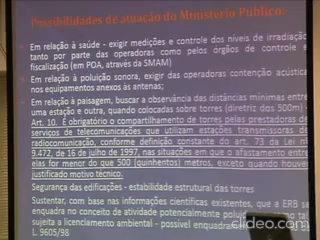 Possibilidades de atuação do Ministério Público:
Em relação à saúde - exigir medições e controle dos níveis de irradiação
tanto por parte das operadoras como pelos órgãos de controle e
fiscalização (em POA, através da SMAM)
Em relação à poluição sonora, exigir das operadoras contenção acústica
nos equipamentos anexos às antenas;
Em relação à paisagem, buscar a observância das distâncias mínimas entre
uma estação e outra, quando colocadas sobre torres (diretriz dos 500m) -
Art. 10. É obrigatório o compartilhamento de torres pelas prestadoras de
serviços de telecomunicações que utilizam estações transmissoras de
radiocomunicação, conforme definição constante do art. 73 da Lei nº
9.472, de 16 de julho de 1997, nas situações em que o afastamento entre
elas for menor do que 500 (quinhentos) metros, exceto quando houver
justificado motivo técnico.
Segurança das edificações - estabilidade estrutural das torres
Sustentar, com base nas informações científicas existentes, que a ERB se
enquadra no conceito de atividade potencialmente como tal
sujeita a licenciamento ambiental - possível enquadra
L. 9605/98
clideo.com